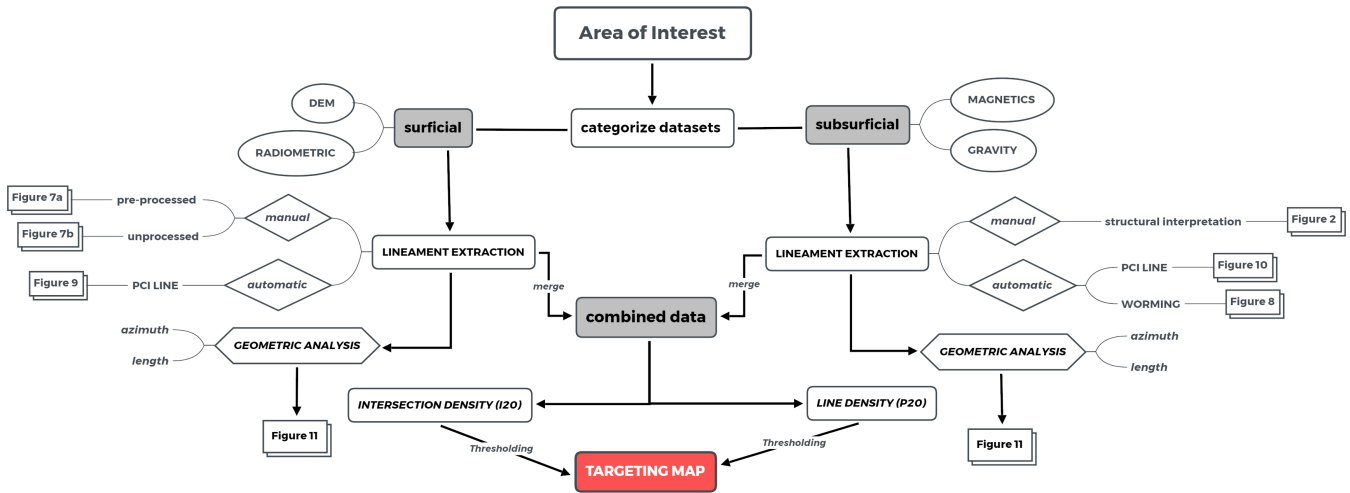 Area of Interest
DEM
RADIOMETRIC
surficial
categorize datasets
subsurficial
MAGNETICS
GRAVITY
Figure 7a
pre-processed
Figure 7b
unprocessed
manual
Figure 9
PCI LINE
automatic
LINEAMENT EXTRACTION
merge
LINEAMENT EXTRACTION
merge
manual
structural interpretation
Figure 2
automatic
PCI LINE
Figure 10
WORMING
Figure 8
combined data
azimuth
length
GEOMETRIC ANALYSIS
Figure 11
GEOMETRIC ANALYSIS
azimuth
length
Figure 11
INTERSECTION DENSITY (I20)
LINE DENSITY (P20)
Thresholding
Thresholding
TARGETING MAP